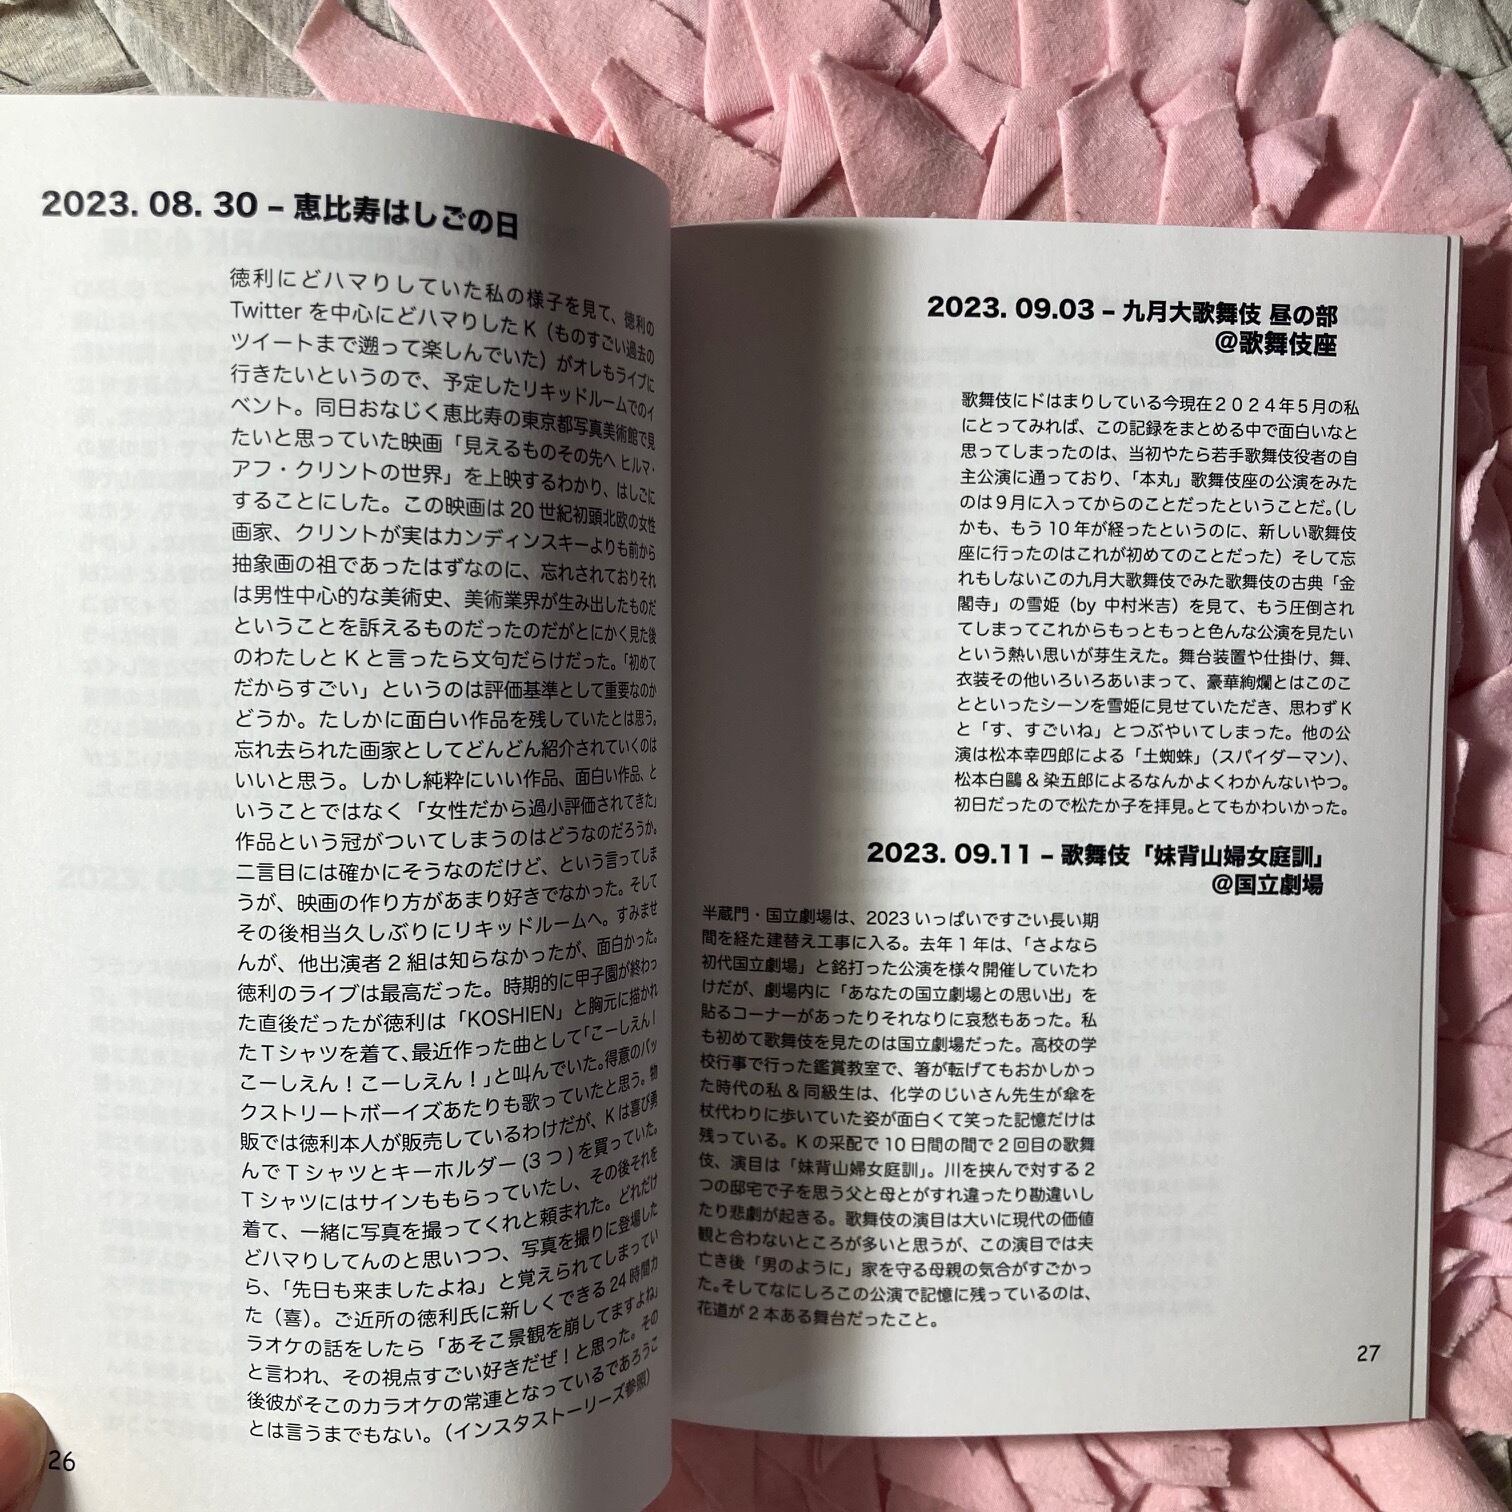 2023. 08. 30 – 恵比寿はしごの日
徳利にどハマりしていた私の様子を見て、徳利の
Twitter を中心にどハマりした K（ものすごい過去の
ツイートまで遡って楽しんでいた）がオレもライブに
行きたいというので、予定したリキッドルームでのイ
ベント。同日おなじく恵比寿の東京都写真美術館で見
たいと思っていた映画「見えるものその先へ ヒルマ・
アフ・クリントの世界」を上映するわかり、はしごに
することにした。この映画は 20 世紀初頭北欧の女性
画家、クリントが実はカンディンスキーよりも前から
抽象画の祖であったはずなのに、忘れされておりそれ
は男性中心的な美術史、美術業界が生み出したものだ
ということを訴えるものだったのだがとにかく見た後
のわたしと K と言ったら文句だらけだった。「初めて
だからすごい」というのは評価基準として重要なのか
どうか。たしかに面白い作品を残していたとは思う。
忘れ去られた画家としてどんどん紹介されていくのは
いいと思う。しかし純粋にいい作品、面白い作品、と
いうことではなく「女性だから過小評価されてきた」
作品という冠がついてしまうのはどうなのだろうか。
二言目には確かにそうなのだけど、という言ってしま
うが、映画の作り方があまり好きでなかった。そして
その後相当久しぶりにリキッドルームへ。すみませ
んが、他出演者 2 組は知らなかったが、面白かった。
徳利のライブは最高だった。時期的に甲子園が終わっ
た直後だったが徳利は「KOSHIEN」と胸元に描かれ
たTシャツを着て、最近作った曲として「こーしえん！
こーしえん！こーしえん！」と叫んでいた。得意のバッ
クストリートボーイズあたりも歌っていたと思う。物
販では徳利本人が販売しているわけだが、K は喜び勇
んで T シャツとキーホルダー (3 つ ) を買っていた。
T シャツにはサインももらっていたし、その後それを
着て、一緒に写真を撮ってくれと頼まれた。どれだけ
どハマりしてんのと思いつつ、写真を撮りに登場した
ら、「先日も来ましたよね」と覚えられてしまってい
た（喜）。ご近所の徳利氏に新しくできる 24 時間カ
ラオケの話をしたら「あそこ景観を崩してますよね」
と言われ、その視点すごい好きだぜ！と思った。その
後彼がそこのカラオケの常連となっているであろうこ
とは言うまでもない。（インスタストーリーズ参照）
26
2023. 09.03 – 九月大歌舞伎 昼の部
@歌舞伎座
歌舞伎にドはまりしている今現在２０２４年５月の私
にとってみれば、この記録をまとめる中で面白いなと
思ってしまったのは、当初やたら若手歌舞伎役者の自
主公演に通っており、「本丸」歌舞伎座の公演をみた
のは９月に入ってからのことだったということだ。（し
かも、もう 10 年が経ったというのに、新しい歌舞伎
座に行ったのはこれが初めてのことだった）そして忘
れもしないこの九月大歌舞伎でみた歌舞伎の古典「金
閣寺」の雪姫（by 中村米吉）を見て、もう圧倒され
てしまってこれからもっともっと色んな公演を見たい
という熱い思いが芽生えた。舞台装置や仕掛け、舞、
衣装その他いろいろあいまって、豪華絢爛とはこのこ
とといったシーンを雪姫に見せていただき、思わず K
と「す、すごいね」とつぶやいてしまった。他の公
演は松本幸四郎による「土蜘蛛」（スパイダーマン）、
松本白鸚 & 染五郎によるなんかよくわかんないやつ。
初日だったので松たか子を拝見。とてもかわいかった。
2023. 09.11 – 歌舞伎「妹背山婦女庭訓」
@国立劇場
半蔵門・国立劇場は、2023 いっぱいですごい長い期
間を経た建替え工事に入る。去年 1 年は、「さよなら
初代国立劇場」と銘打った公演を様々開催していたわ
けだが、劇場内に「あなたの国立劇場との思い出」を
貼るコーナーがあったりそれなりに哀愁もあった。私
も初めて歌舞伎を見たのは国立劇場だった。高校の学
校行事で行った鑑賞教室で、箸が転げてもおかしかっ
た時代の私 & 同級生は、化学のじいさん先生が傘を
杖代わりに歩いていた姿が面白くて笑った記憶だけは
残っている。K の采配で 10 日間の間で 2 回目の歌舞
伎、演目は「妹背山婦女庭訓」。川を挟んで対する 2
つの邸宅で子を思う父と母とがすれ違ったり勘違いし
たり悲劇が起きる。歌舞伎の演目は大いに現代の価値
観と合わないところが多いと思うが、この演目では夫
亡き後「男のように」家を守る母親の気合がすごかっ
た。そしてなにしろこの公演で記憶に残っているのは、
花道が 2 本ある舞台だったこと。
27